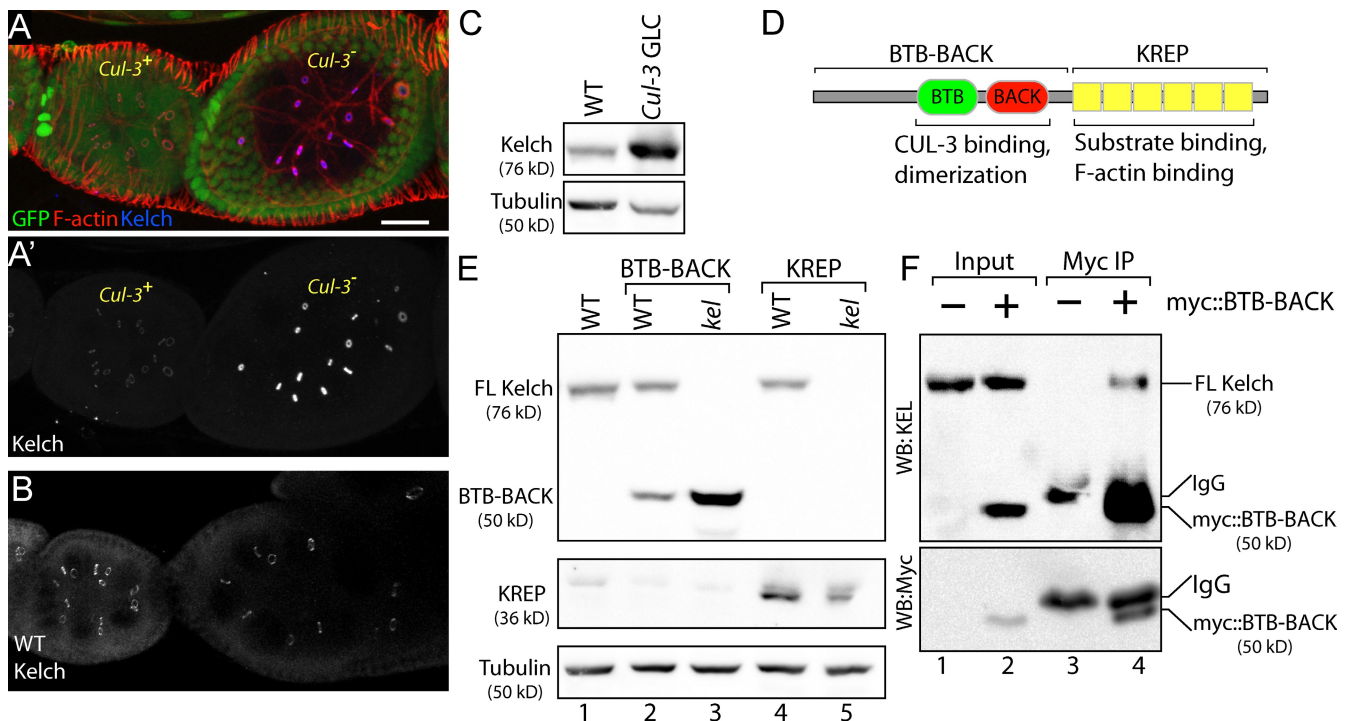 A
Cul-3+
Cul-3-
GFP F-actin Kelch
A'
Cul-3+
Cul-3-
Kelch
B
WT
Kelch
C
WT
Cul-3 GLC
Kelch
(76 kD)
Tubulin
(50 kD)
D
BTB-BACK
KREP
BTB
BACK
CUL-3 binding,
dimerization
Substrate binding,
F-actin binding
E
BTB-BACK
KREP
WT
WT
kel
WT
kel
FL Kelch
(76 kD)
BTB-BACK
(50 kD)
KREP
(36 kD)
Tubulin
(50 kD)
1 2 3 4 5
F
Input
Myc IP
− + − +
myc::BTB-BACK
WB: KEL
FL Kelch
(76 kD)
IgG
myc::BTB-BACK
(50 kD)
WB:Myc
IgG
myc::BTB-BACK
(50 kD)
1 2 3 4